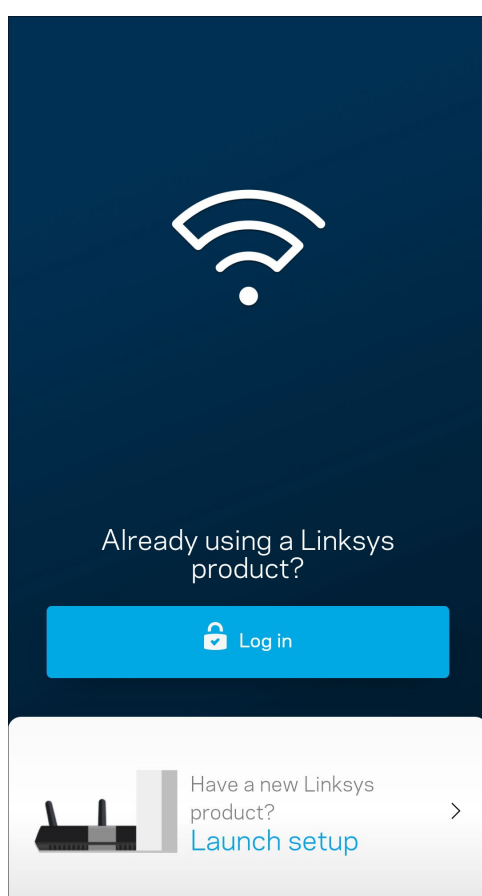 Already using a Linksys
product?
Log in
Have a new Linksys
product?
Launch setup